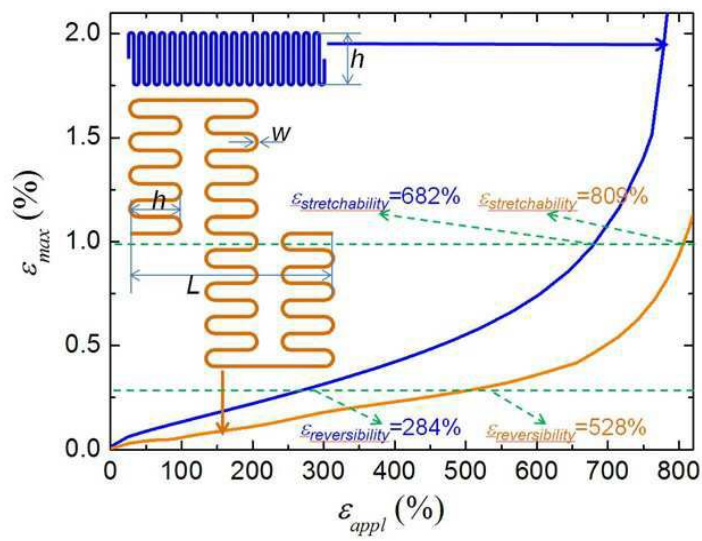 2.0
h
1.5
w
h
ε_stretchability=682% ε_stretchability=809%
1.0
L
0.5
ε_reversibility=284% ε_reversibility=528%
0.0
0 100 200 300 400 500 600 700 800
ε_appl (%)
ε_max (%)